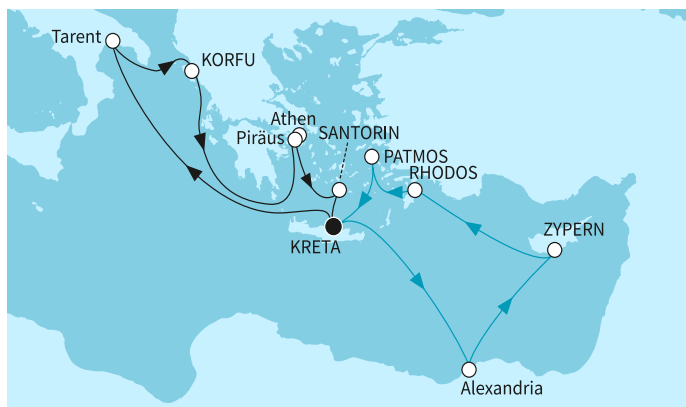 Tarent
KORFU
Athen
Piräus
SANTORIN
PATMOS
RHODOS
ZYPERN
KRETA
Alexandria